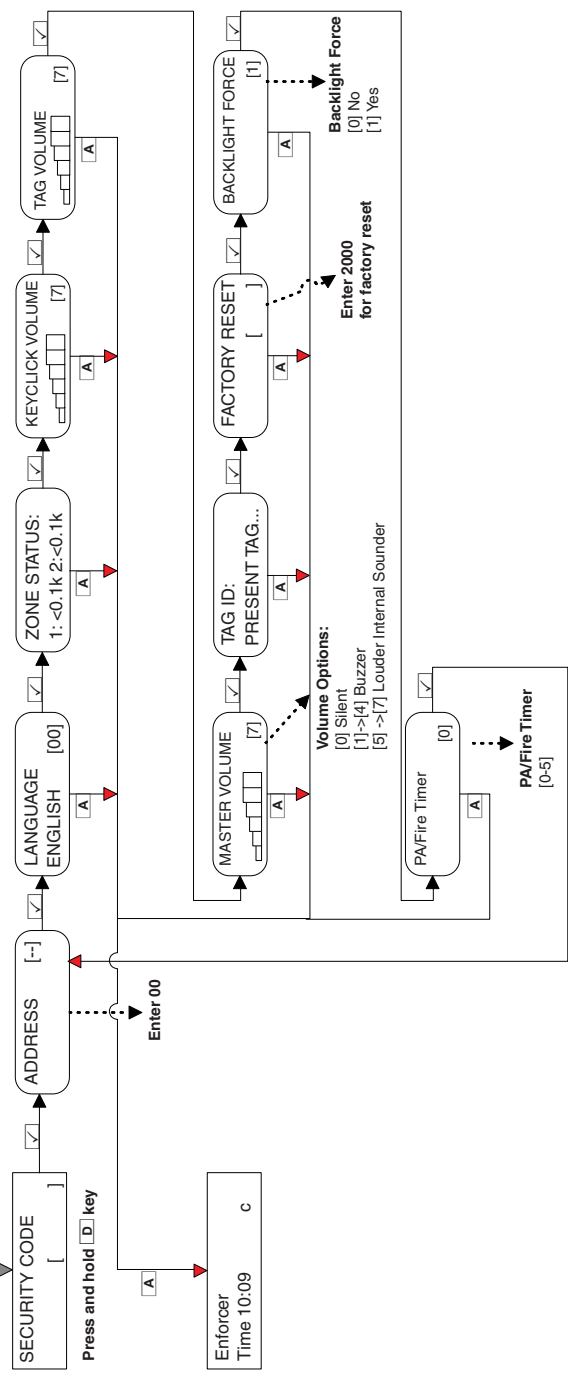 SECURITY CODE
[ ]
Press and hold D key
✓
ADDRESS [--]
Enter 00
✓
LANGUAGE [00]
ENGLISH
A
✓
ZONE STATUS:
1: <0.1k 2:<0.1k
A
✓
KEYCLICK VOLUME
[7]
A
✓
TAG VOLUME
[7]
A
✓
MASTER VOLUME
[7]
A
Volume Options:
[0] Silent
[1]->[4] Buzzer
[5] ->[7] Louder Internal Sounder
✓
TAG ID:
PRESENT TAG...
A
✓
FACTORY RESET
[ ]
A
Enter 2000
for factory reset
✓
BACKLIGHT FORCE
[1]
A
Backlight Force
[0] No
[1] Yes
✓
PA/Fire Timer
[0]
A
✓
PA/Fire Timer
[0-5]
A
Enforcer
Time 10:09 c